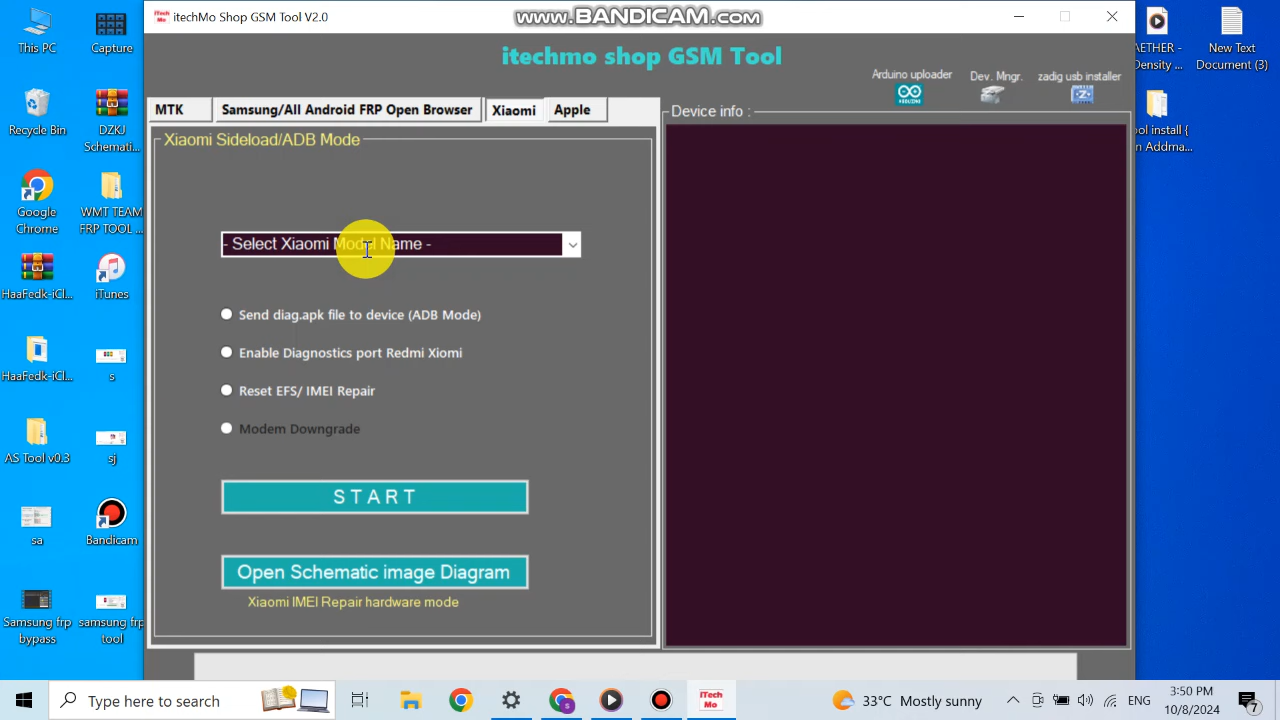 itechMo Shop GSM Tool V2.0
www.BANDICAM.com
itechmo shop GSM Tool
Arduino uploader
Dev. Mngr.
zadig usb installer
MTK
Samsung/All Android FRP Open Browser
Xiaomi
Apple
Device info :
Xiaomi Sideload/ADB Mode
- Select Xiaomi Model Name -
Send diag.apk file to device (ADB Mode)
Enable Diagnostics port Redmi Xiomi
Reset EFS/ IMEI Repair
Modem Downgrade
START
Open Schematic image Diagram
Xiaomi IMEI Repair hardware mode
This PC
Capture
Recycle Bin
DZKJ
Schemati...
Google
Chrome
WMT TEAM
FRP TOOL ...
HaaFedk-iCl...
iTunes
HaaFedk-iCl...
s
AS Tool v0.3
sj
sa
Bandicam
Samsung frp
bypass
samsung frp
tool
AETHER -
Density ...
New Text
Document (3)
ool install {
n Addma...
iTech
Mo
Type here to search
iTech
Mo
33°C Mostly sunny
ENG
3:50 PM
10/8/2024
7